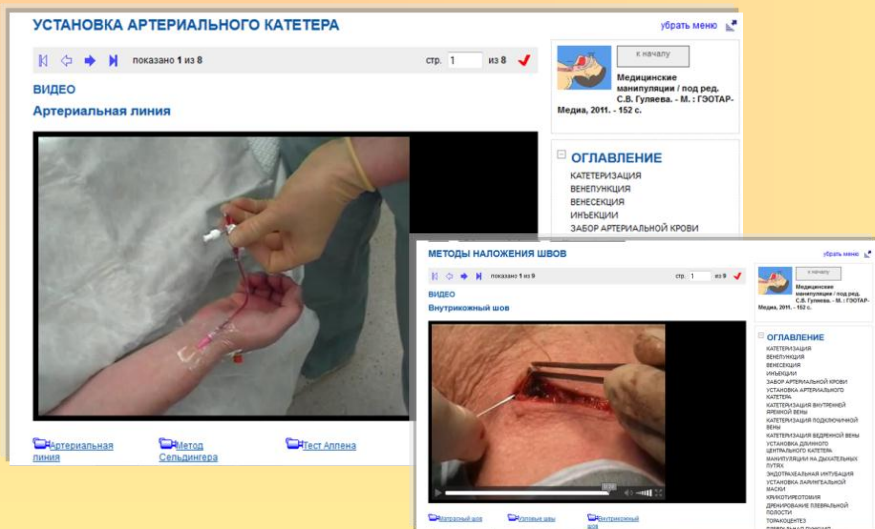 УСТАНОВКА АРТЕРИАЛЬНОГО КАТЕТЕРА
убрать меню
показано 1 из 8
стр. 1 из 8
ВИДЕО
Артериальная линия
к началу
Медицинские
манипуляции / под ред.
С.В. Гуляева. - М. : ГЭОТАР-
Медиа, 2011. - 152 с.
ОГЛАВЛЕНИЕ
КАТЕТЕРИЗАЦИЯ
ВЕНЕПУНКЦИЯ
ВЕНЕСЕКЦИЯ
ИНЪЕКЦИИ
ЗАБОР АРТЕРИАЛЬНОЙ КРОВИ
Артериальная
линия
Метод
Сельдингера
Тест Аллена
МЕТОДЫ НАЛОЖЕНИЯ ШВОВ
убрать меню
показано 1 из 9
стр. 1 из 9
ВИДЕО
Внутрикожный шов
к началу
Медицинские
манипуляции / под ред.
С.В. Гуляева. - М. : ГЭОТАР-
Медиа, 2011. - 152 с.
ОГЛАВЛЕНИЕ
КАТЕТЕРИЗАЦИЯ
ВЕНЕПУНКЦИЯ
ВЕНЕСЕКЦИЯ
ИНЪЕКЦИИ
ЗАБОР АРТЕРИАЛЬНОЙ КРОВИ
УСТАНОВКА АРТЕРИАЛЬНОГО
КАТЕТЕРА
КАТЕТЕРИЗАЦИЯ ВНУТРЕННЕЙ
ЯРЕМНОЙ ВЕНЫ
КАТЕТЕРИЗАЦИЯ ПОДКЛЮЧИЧНОЙ
ВЕНЫ
КАТЕТЕРИЗАЦИЯ БЕДРЕННОЙ ВЕНЫ
УСТАНОВКА ДЛИННОГО
ЦЕНТРАЛЬНОГО КАТЕТЕРА
МАНИПУЛЯЦИИ НА ДЫХАТЕЛЬНЫХ
ПУТЯХ
ЭНДОТРАХЕАЛЬНАЯ ИНТУБАЦИЯ
УСТАНОВКА ЛАРИНГЕАЛЬНОЙ
МАСКИ
КРИКОТИРЕОТОМИЯ
ДРЕНИРОВАНИЕ ПЛЕВРАЛЬНОЙ
ПОЛОСТИ
ТОРАКОЦЕНТЕЗ
ПЛЕВРАЛЬНАЯ ПУНКЦИЯ
Матрасный шов
Узловые швы
Внутрикожный
шов